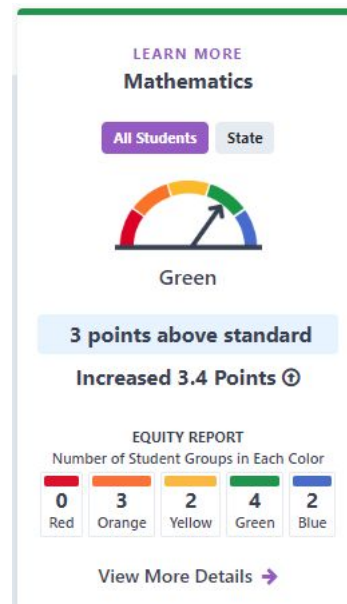 LEARN MORE
Mathematics
All Students State
Green
3 points above standard
Increased 3.4 Points
EQUITY REPORT
Number of Student Groups in Each Color
0 3 2 4 2
Red Orange Yellow Green Blue
View More Details